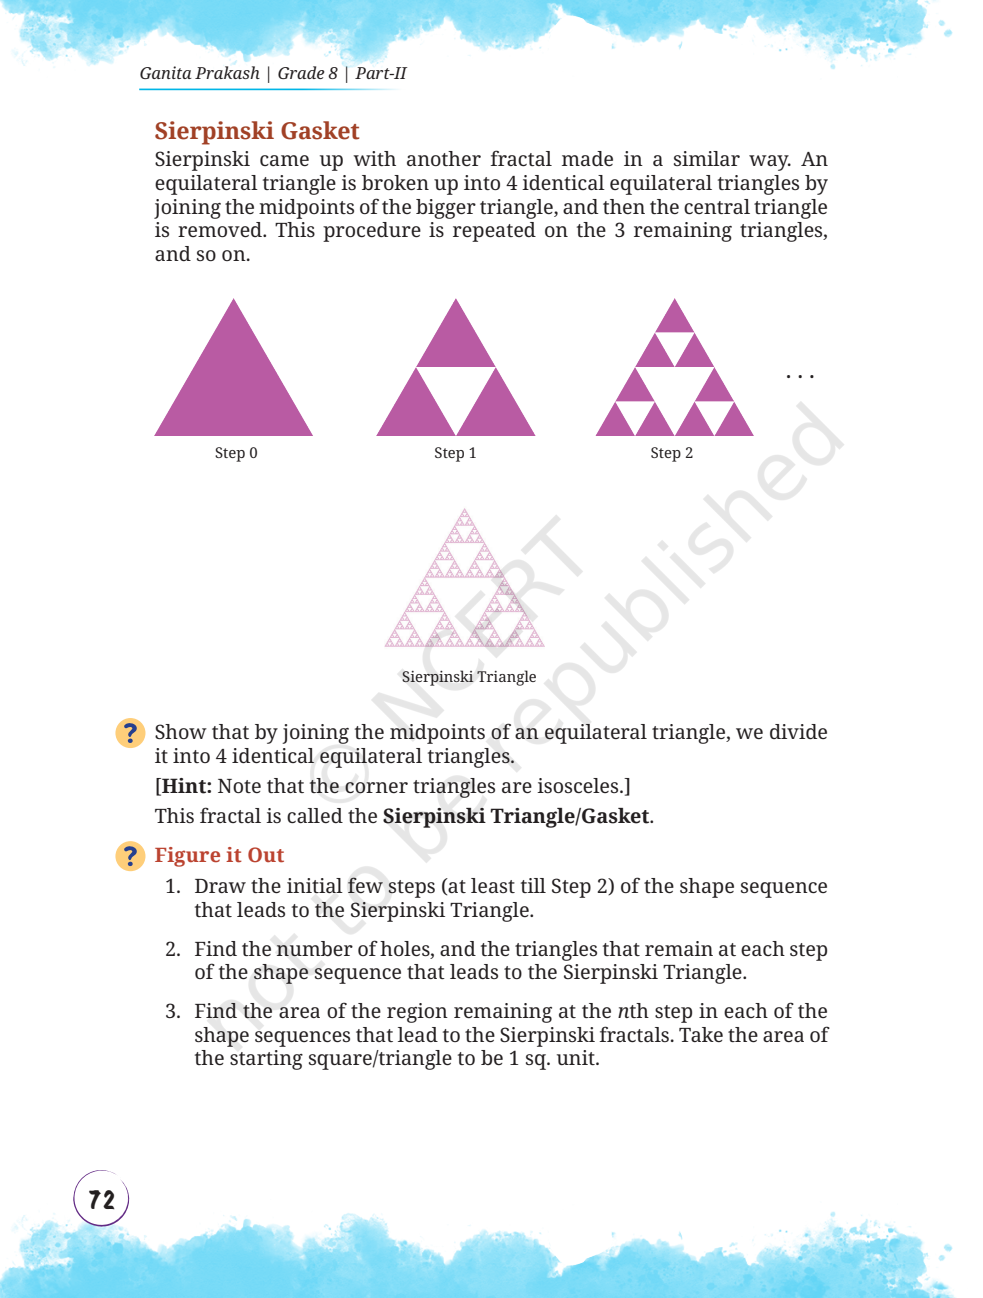 Ganita Prakash | Grade 8 | Part-II
Sierpinski Gasket
Sierpinski came up with another fractal made in a similar way. An
equilateral triangle is broken up into 4 identical equilateral triangles by
joining the midpoints of the bigger triangle, and then the central triangle
is removed. This procedure is repeated on the 3 remaining triangles,
and so on.
. . .
Step 0
Step 1
Step 2
Sierpinski Triangle
? Show that by joining the midpoints of an equilateral triangle, we divide
it into 4 identical equilateral triangles.
[Hint: Note that the corner triangles are isosceles.]
This fractal is called the Sierpinski Triangle/Gasket.
? Figure it Out
1. Draw the initial few steps (at least till Step 2) of the shape sequence
that leads to the Sierpinski Triangle.
2. Find the number of holes, and the triangles that remain at each step
of the shape sequence that leads to the Sierpinski Triangle.
3. Find the area of the region remaining at the nth step in each of the
shape sequences that lead to the Sierpinski fractals. Take the area of
the starting square/triangle to be 1 sq. unit.
72
© NCERT
not to be republished